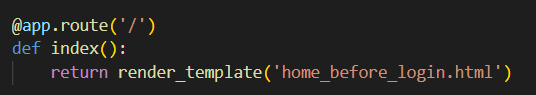 @app.route('/')
def index():
    return render_template('home_before_login.html')